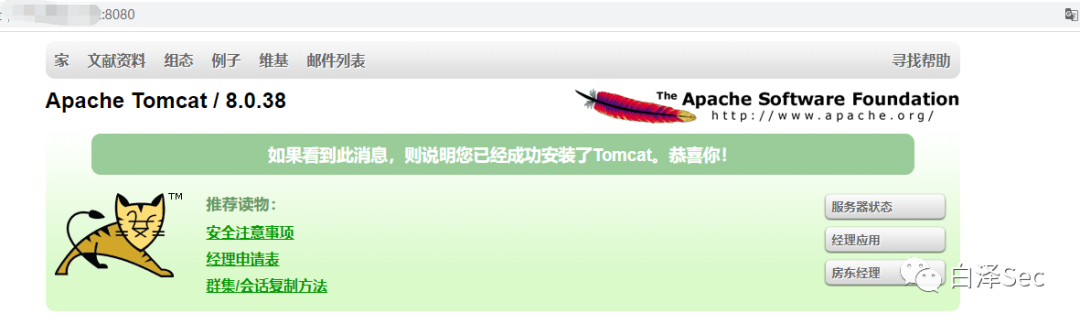 :8080
家 文献资料 组态 例子 维基 邮件列表 寻找帮助
Apache Tomcat / 8.0.38
The Apache Software Foundation
http://www.apache.org/
如果看到此消息，则说明您已经成功安装了Tomcat。恭喜你！
TM
推荐读物：
安全注意事项
经理申请表
群集/会话复制方法
服务器状态
经理应用
房东经理
白泽Sec